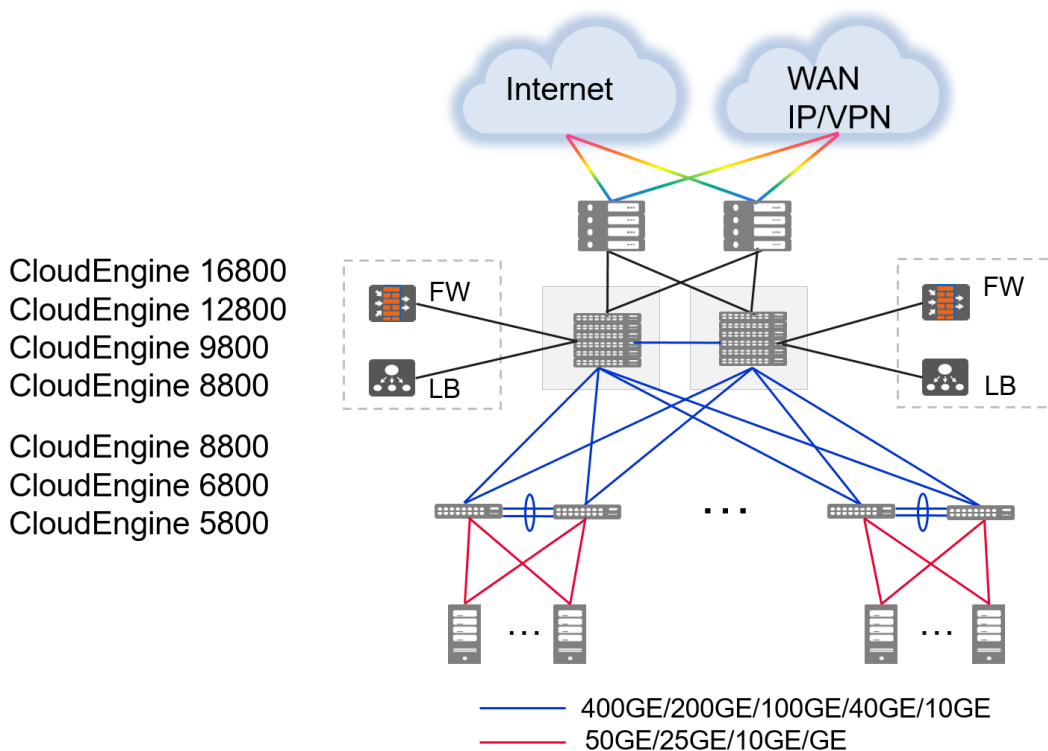 Internet
WAN
IP/VPN
CloudEngine 16800
CloudEngine 12800
CloudEngine 9800
CloudEngine 8800
FW
LB
FW
LB
CloudEngine 8800
CloudEngine 6800
CloudEngine 5800
...
...
...
400GE/200GE/100GE/40GE/10GE
50GE/25GE/10GE/GE